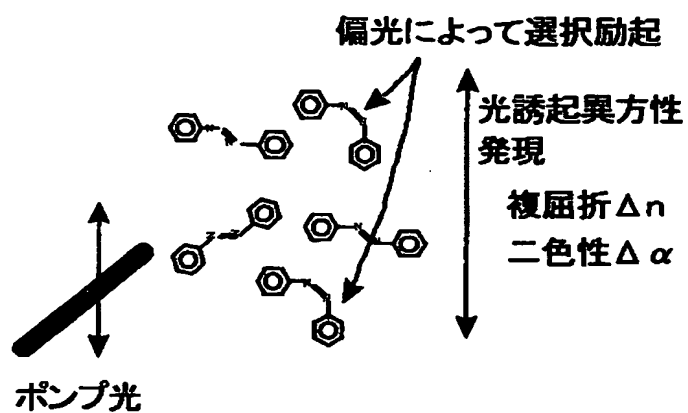 偏光によって選択励起
光誘起異方性
発現
複屈折Δn
二色性Δα
ポンプ光